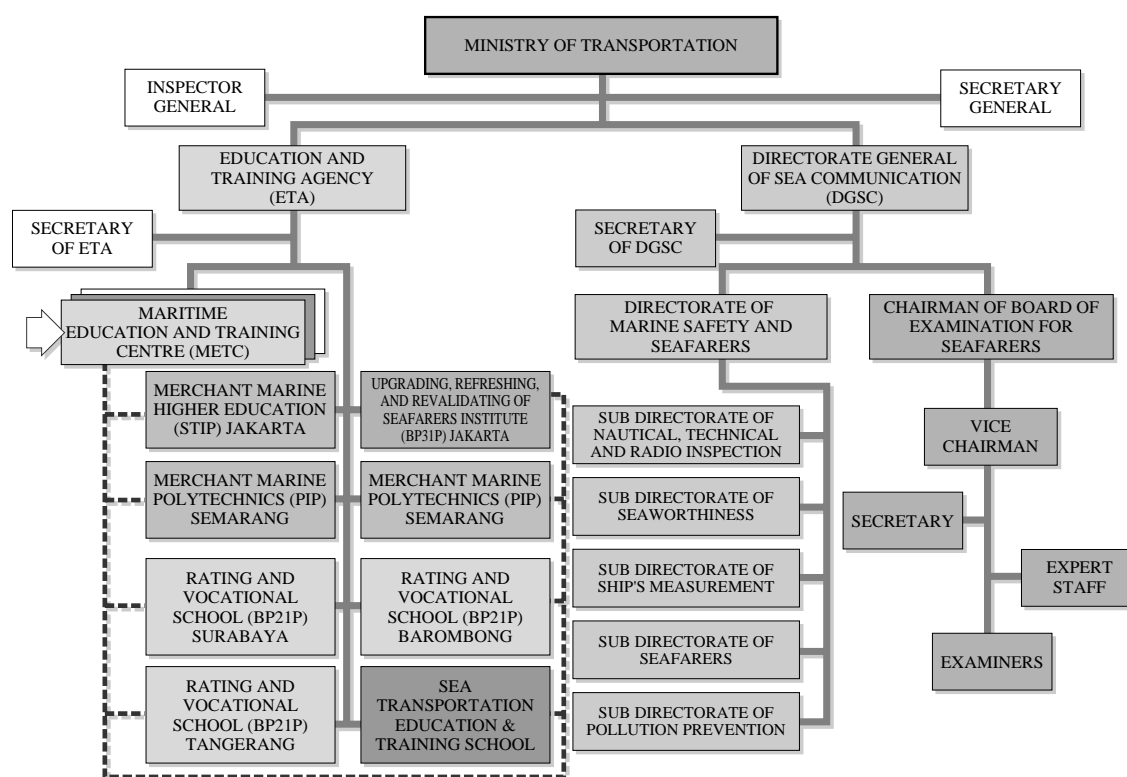 MINISTRY OF TRANSPORTATION
INSPECTOR
GENERAL
SECRETARY
GENERAL
EDUCATION AND
TRAINING AGENCY
(ETA)
DIRECTORATE GENERAL
OF SEA COMMUNICATION
(DGSC)
SECRETARY
OF ETA
SECRETARY
OF DGSC
MARITIME
EDUCATION AND TRAINING
CENTRE (METC)
DIRECTORATE OF
MARINE SAFETY AND
SEAFARERS
CHAIRMAN OF BOARD OF
EXAMINATION FOR
SEAFARERS
MERCHANT MARINE
HIGHER EDUCATION
(STIP) JAKARTA
UPGRADING, REFRESHING,
AND REVALIDATING OF
SEAFARERS INSTITUTE
(BP31P) JAKARTA
SUB DIRECTORATE OF
NAUTICAL, TECHNICAL
AND RADIO INSPECTION
VICE
CHAIRMAN
MERCHANT MARINE
POLYTECHNICS (PIP)
SEMARANG
MERCHANT MARINE
POLYTECHNICS (PIP)
SEMARANG
SUB DIRECTORATE OF
SEAWORTHINESS
SECRETARY
RATING AND
VOCATIONAL
SCHOOL (BP21P)
SURABAYA
RATING AND
VOCATIONAL
SCHOOL (BP21P)
BAROMBONG
SUB DIRECTORATE OF
SHIP'S MEASUREMENT
EXPERT
STAFF
SUB DIRECTORATE OF
SEAFARERS
EXAMINERS
RATING AND
VOCATIONAL
SCHOOL (BP21P)
TANGERANG
SEA
TRANSPORTATION
EDUCATION &
TRAINING SCHOOL
SUB DIRECTORATE OF
POLLUTION PREVENTION